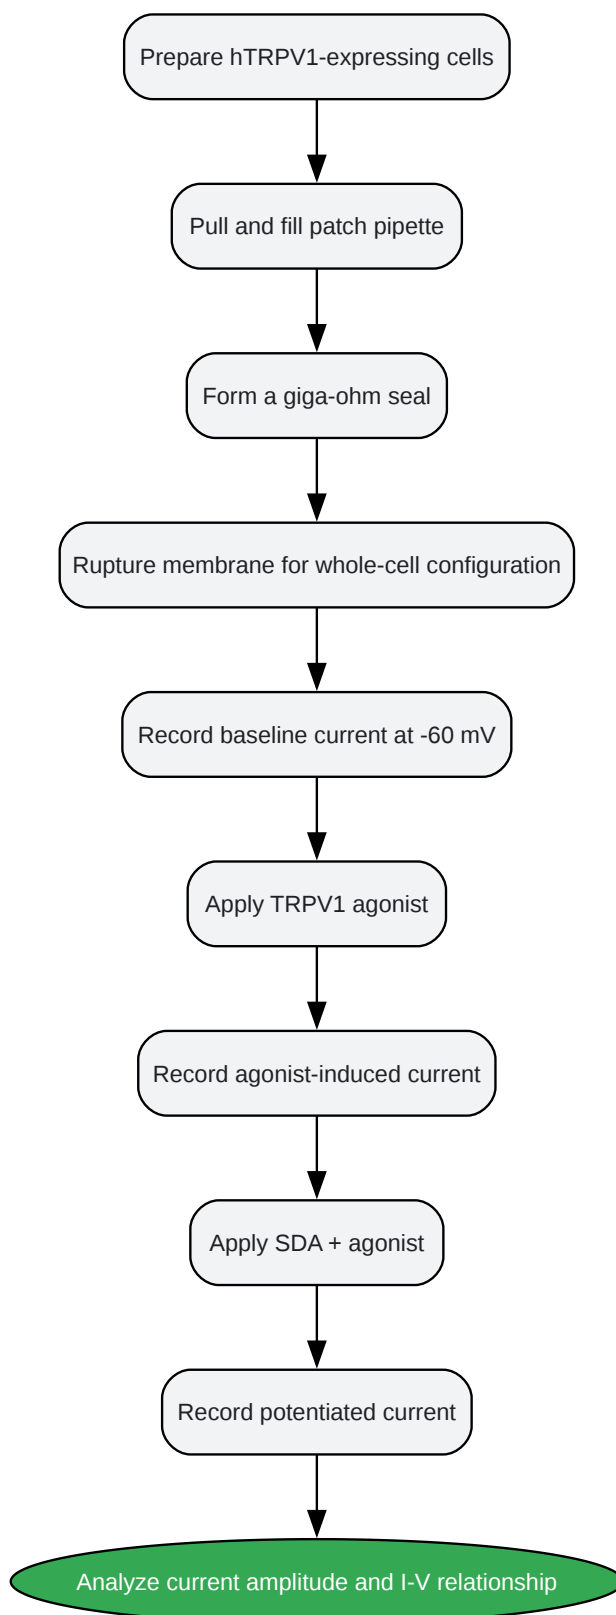 Prepare hTRPV1-expressing cells
Pull and fill patch pipette
Form a giga-ohm seal
Rupture membrane for whole-cell configuration
Record baseline current at -60 mV
Apply TRPV1 agonist
Record agonist-induced current
Apply SDA + agonist
Record potentiated current
Analyze current amplitude and I-V relationship